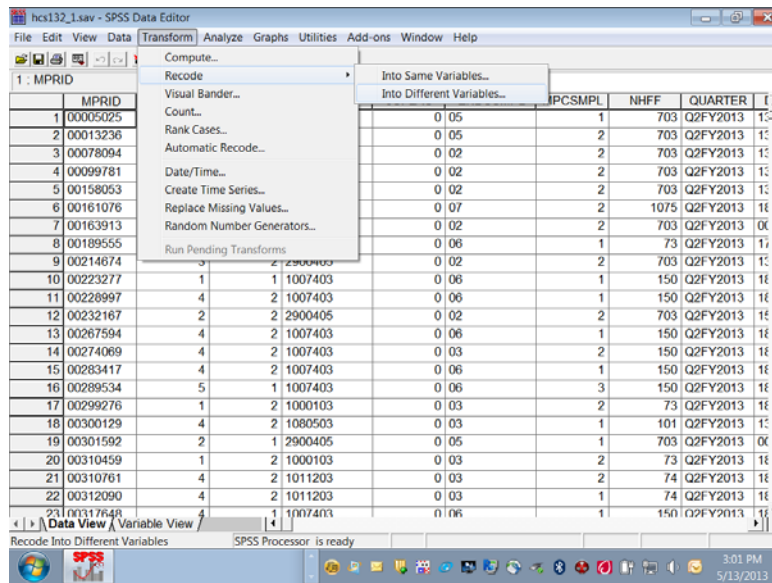 hcs132_1.sav - SPSS Data Editor
File Edit View Data Transform Analyze Graphs Utilities Add-ons Window Help
1 : MPRID
Compute...
Recode
Visual Bander...
Count...
Rank Cases...
Automatic Recode...
Date/Time...
Create Time Series...
Replace Missing Values...
Random Number Generators...
Run Pending Transforms
Into Same Variables...
Into Different Variables...
MPRID MPCSMPL NHFF QUARTER
1 00005025 0 05 1 703 Q2FY2013
2 00013236 0 05 2 703 Q2FY2013
3 00078094 0 02 2 703 Q2FY2013
4 00099781 0 02 2 703 Q2FY2013
5 00158053 0 02 2 703 Q2FY2013
6 00161076 0 07 2 1075 Q2FY2013
7 00163913 0 02 2 703 Q2FY2013
8 00189555 0 06 1 73 Q2FY2013
9 00214674 3 2 2900405 0 02 2 703 Q2FY2013
10 00223277 1 1 1007403 0 06 1 150 Q2FY2013
11 00228997 4 2 1007403 0 06 1 150 Q2FY2013
12 00232167 2 2 2900405 0 02 2 703 Q2FY2013
13 00267594 4 2 1007403 0 06 1 150 Q2FY2013
14 00274069 4 2 1007403 0 03 2 150 Q2FY2013
15 00283417 4 2 1007403 0 06 1 150 Q2FY2013
16 00289534 5 1 1007403 0 06 3 150 Q2FY2013
17 00299276 1 2 1000103 0 03 2 73 Q2FY2013
18 00300129 4 2 1080503 0 03 1 101 Q2FY2013
19 00301592 2 1 2900405 0 05 1 703 Q2FY2013
20 00310459 1 2 1000103 0 03 2 73 Q2FY2013
21 00310761 4 2 1011203 0 03 2 74 Q2FY2013
22 00312090 4 2 1011203 0 03 1 74 Q2FY2013
23 00317648 4 1 1007403 0 06 1 150 Q2FY2013
Data View Variable View
Recode Into Different Variables SPSS Processor is ready
SPSS
3:01 PM
5/13/2013